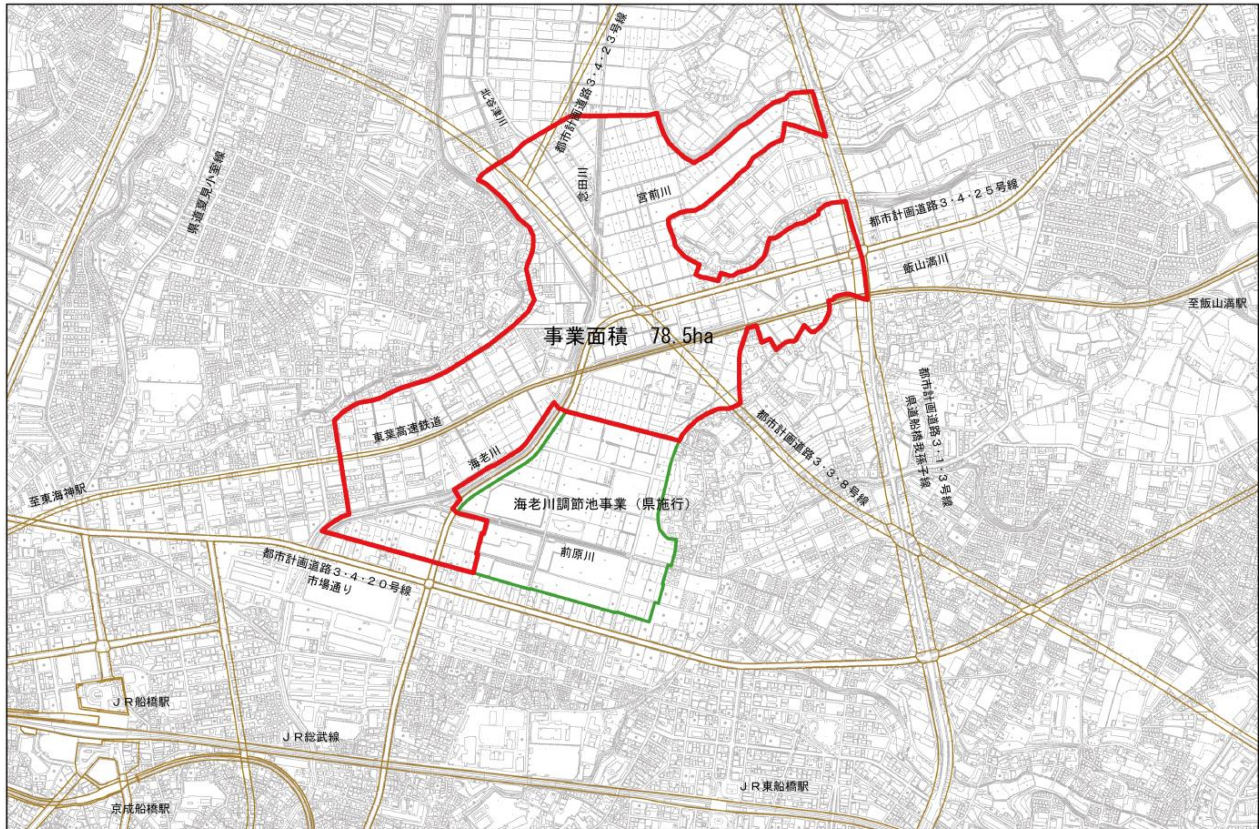 都市計画道路3・4・23号線
北谷津川
念田川
宮前川
県道夏見小室線
都市計画道路3・4・25号線
飯山満川
至飯山満駅
事業面積　78.5ha
東葉高速鉄道
海老川
都市計画道路3・3・8号線
都市計画道路3・1・3号線
県道船橋我孫子線
至東海神駅
海老川調節池事業（県施行）
前原川
都市計画道路3・4・20号線
市場通り
JR船橋駅
JR総武線
JR東船橋駅
京成船橋駅